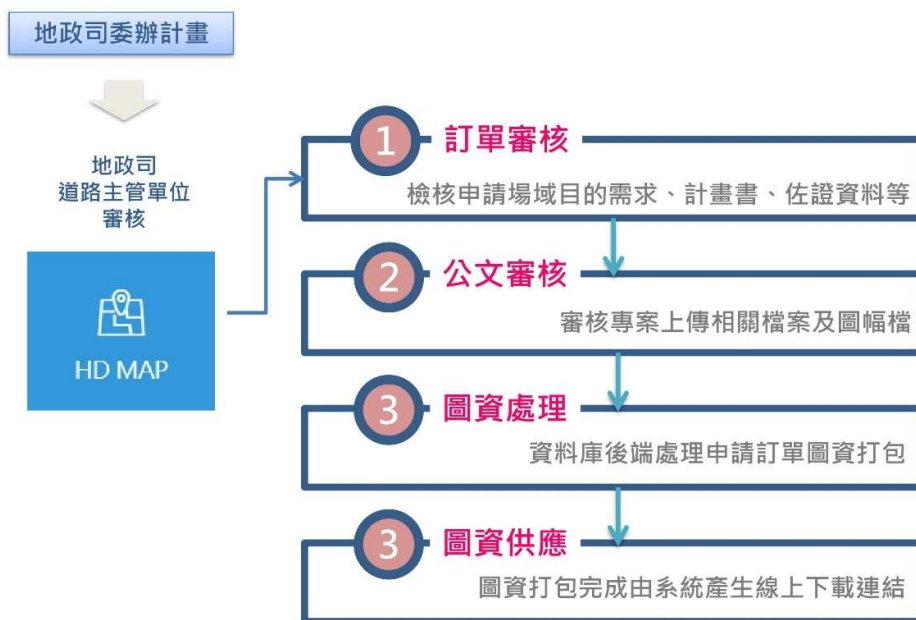 地政司委辦計畫
地政司
道路主管單位
審核
HD MAP
1 訂單審核
檢核申請場域目的需求、計畫書、佐證資料等
2 公文審核
審核專案上傳相關檔案及圖幅檔
3 圖資處理
資料庫後端處理申請訂單圖資打包
3 圖資供應
圖資打包完成由系統產生線上下載連結